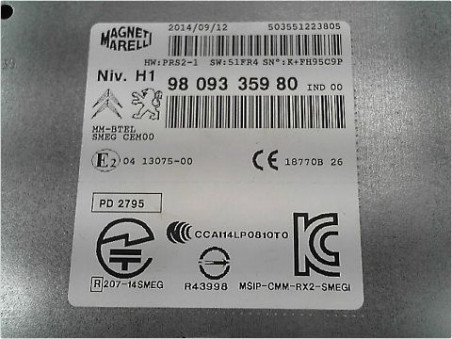 MAGNETI
MARELLI
2014/09/12
503551223805
HW:PRS2-1 SW:51FR4 SN°:K+FH95C9P
Niv. H1
98 093 359 80 IND 00
MM-BTEL
SMEG CEM00
E2 04 13075-00
CE 18770B 26
PD 2795
CCAI14LP0810T0
R 207-14SMEG
R43998
MSIP-CMM-RX2-SMEGI